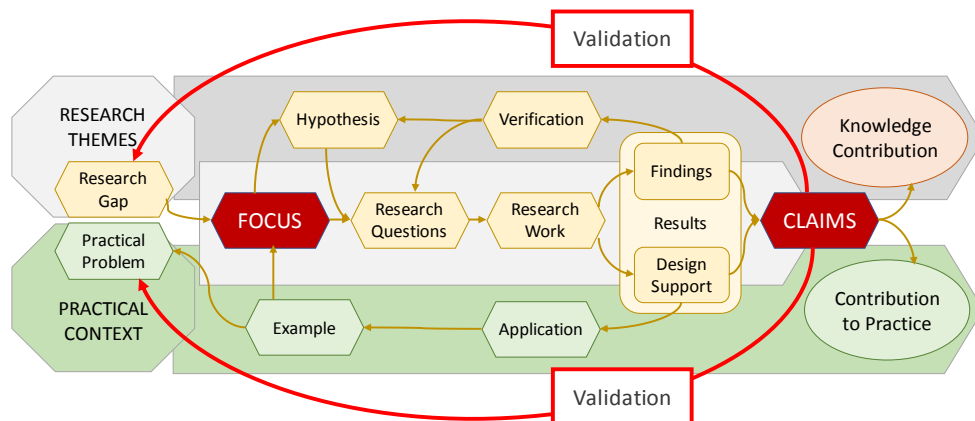 Validation
RESEARCH
THEMES
Research
Gap
Hypothesis
Verification
Knowledge
Contribution
FOCUS
Research
Questions
Research
Work
Findings
Results
Design
Support
CLAIMS
Practical
Problem
PRACTICAL
CONTEXT
Example
Application
Contribution
to Practice
Validation